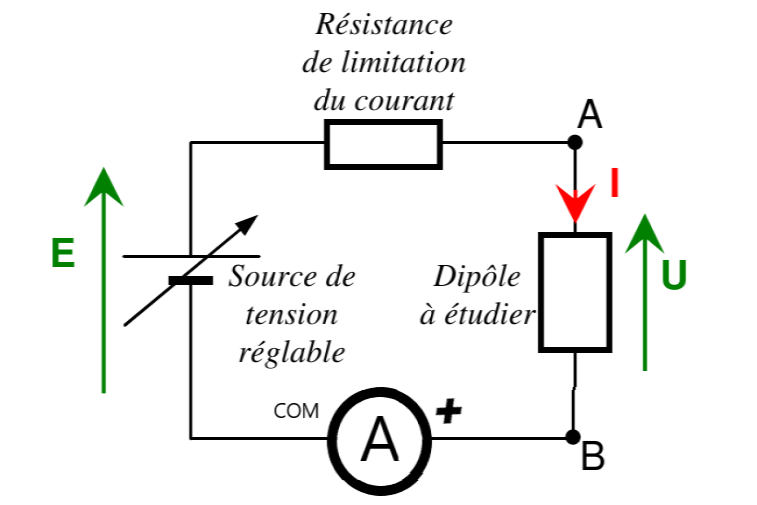 Résistance
de limitation
du courant
A
I
E
U
Source de
tension
réglable
Dipôle
à étudier
COM
A
+
B